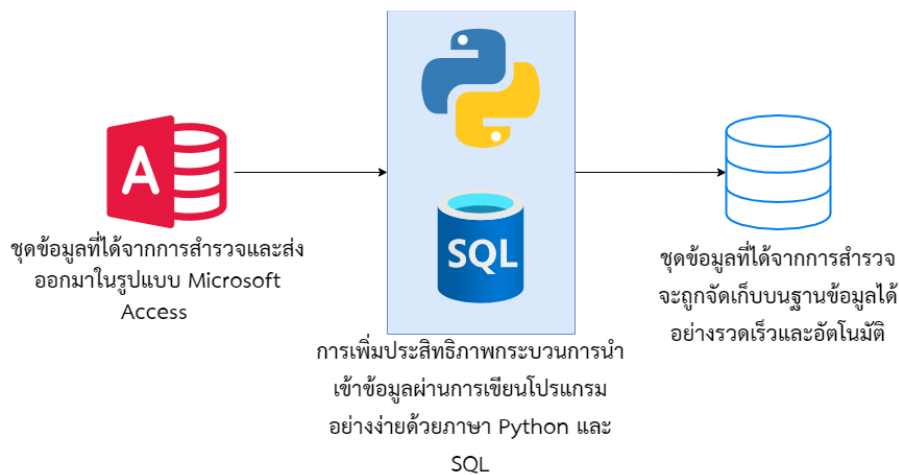 A
SQL
ชุดข้อมูลที่ได้จากการสำรวจและส่ง
ออกมาในรูปแบบ Microsoft
Access
การเพิ่มประสิทธิภาพกระบวนการนำ
เข้าข้อมูลผ่านการเขียนโปรแกรม
อย่างง่ายด้วยภาษา Python และ
SQL
ชุดข้อมูลที่ได้จากการสำรวจ
จะถูกจัดเก็บบนฐานข้อมูลได้
อย่างรวดเร็วและอัตโนมัติ